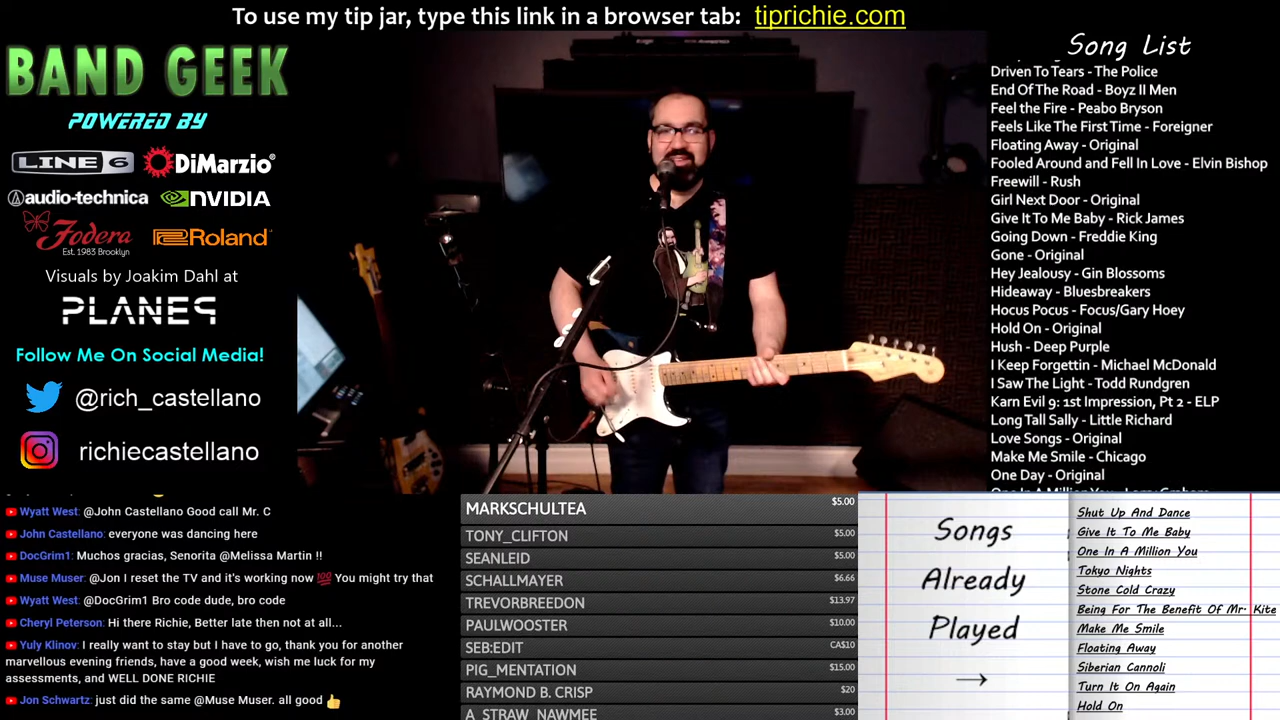 To use my tip jar, type this link in a browser tab: tiprichie.com
BAND GEEK
POWERED BY
LINE 6
DiMarzio®
audio-technica
NVIDIA
Fodera
Est. 1983 Brooklyn
Roland
Visuals by Joakim Dahl at
PLANE9
Follow Me On Social Media!
@rich_castellano
richiecastellano
Song List
Driven To Tears - The Police
End Of The Road - Boyz II Men
Feel the Fire - Peabo Bryson
Feels Like The First Time - Foreigner
Floating Away - Original
Fooled Around and Fell In Love - Elvin Bishop
Freewill - Rush
Girl Next Door - Original
Give It To Me Baby - Rick James
Going Down - Freddie King
Gone - Original
Hey Jealousy - Gin Blossoms
Hideaway - Bluesbreakers
Hocus Pocus - Focus/Gary Hoey
Hold On - Original
Hush - Deep Purple
I Keep Forgettin - Michael McDonald
I Saw The Light - Todd Rundgren
Karn Evil 9: 1st Impression, Pt 2 - ELP
Long Tall Sally - Little Richard
Love Songs - Original
Make Me Smile - Chicago
One Day - Original
Wyatt West: @John Castellano Good call Mr. C
John Castellano: everyone was dancing here
DocGrim1: Muchos gracias, Senorita @Melissa Martin !!
Muse Muser: @Jon I reset the TV and it's working now 💯 You might try that
Wyatt West: @DocGrim1 Bro code dude, bro code
Cheryl Peterson: Hi there Richie, Better late then not at all...
Yuly Klinov: I really want to stay but I have to go, thank you for another
marvellous evening friends, have a good week, wish me luck for my
assessments, and WELL DONE RICHIE
Jon Schwartz: just did the same @Muse Muser. all good 👍
MARKSCHULTEA $5.00
TONY_CLIFTON $5.00
SEANLEID $5.00
SCHALLMAYER $6.66
TREVORBREEDON $13.97
PAULWOOSTER $10.00
SEB:EDIT CA$10
PIG_MENTATION $15.00
RAYMOND B. CRISP $20
A_STRAW_NAWMEE $3.00
Songs
Already
Played
→
Shut Up And Dance
Give It To Me Baby
One In A Million You
Tokyo Nights
Stone Cold Crazy
Being For The Benefit Of Mr. Kite
Make Me Smile
Floating Away
Siberian Cannoli
Turn It On Again
Hold On